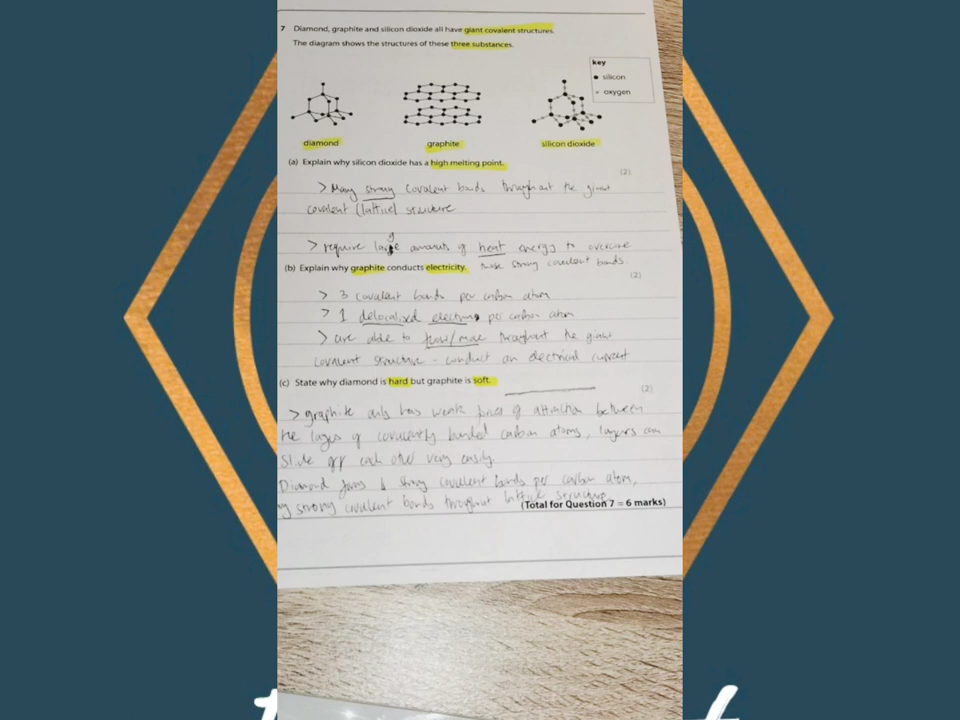 7 Diamond, graphite and silicon dioxide all have giant covalent structures.
The diagram shows the structures of these three substances.
key
silicon
oxygen
diamond
graphite
silicon dioxide
(a) Explain why silicon dioxide has a high melting point.
(2)
> Many strong covalent bonds throughout the giant
covalent (lattice) structure
g
> require large amounts of heat energy to overcome
these strong covalent bonds.
(b) Explain why graphite conducts electricity.
(2)
> 3 covalent bonds per carbon atom
> 1 delocalised electron per carbon atom
> are able to flow/move throughout the giant
covalent structure - conduct an electrical current
(c) State why diamond is hard but graphite is soft.
(2)
> graphite only has weak forces of attraction between
the layers of covalently bonded carbon atoms, layers can
slide off each other very easily.
Diamond forms 4 strong covalent bonds per carbon atom,
strong covalent bonds throughout lattice structure.
(Total for Question 7 = 6 marks)